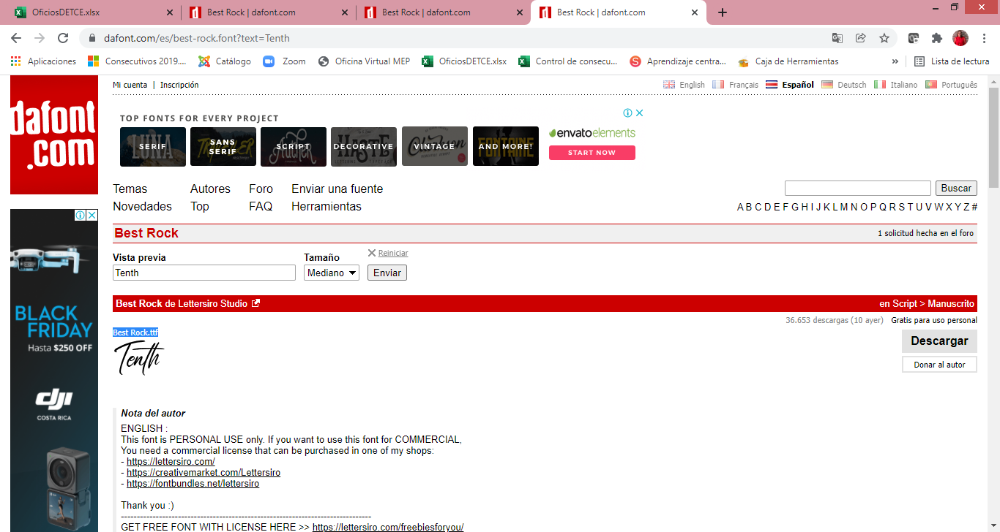 OficiosDETCE.xlsx
Best Rock | dafont.com
Best Rock | dafont.com
Best Rock | dafont.com
dafont.com/es/best-rock.font?text=Tenth
Aplicaciones
Consecutivos 2019....
Catálogo
Zoom
Oficina Virtual MEP
OficiosDETCE.xlsx
Control de consecu...
Aprendizaje centra...
Caja de Herramientas
»
Lista de lectura
dafont
.com
Mi cuenta | Inscripción
English Français Español Deutsch Italiano Português
TOP FONTS FOR EVERY PROJECT
LUNA
SERIF
SANS
SERIF
SCRIPT
HASTE
DECORATIVE
VINTAGE
FONTAINE
AND MORE!
envatoelements
START NOW
Temas Autores Foro Enviar una fuente
Novedades Top FAQ Herramientas
Buscar
A B C D E F G H I J K L M N O P Q R S T U V W X Y Z #
Best Rock
1 solicitud hecha en el foro
Vista previa
Tenth
Tamaño
Mediano
Reiniciar
Enviar
Best Rock de Lettersiro Studio
en Script > Manuscrito
36.653 descargas (10 ayer) Gratis para uso personal
Best Rock.ttf
Tenth
Descargar
Donar al autor
BLACK
FRIDAY
Hasta $250 OFF
dji
COSTA RICA
Nota del autor
ENGLISH :
This font is PERSONAL USE only. If you want to use this font for COMMERCIAL,
You need a commercial license that can be purchased in one of my shops:
- https://lettersiro.com/
- https://creativemarket.com/Lettersiro
- https://fontbundles.net/lettersiro
Thank you :)
------------------------------------------------------------------------------
GET FREE FONT WITH LICENSE HERE >> https://lettersiro.com/freebiesforyou/